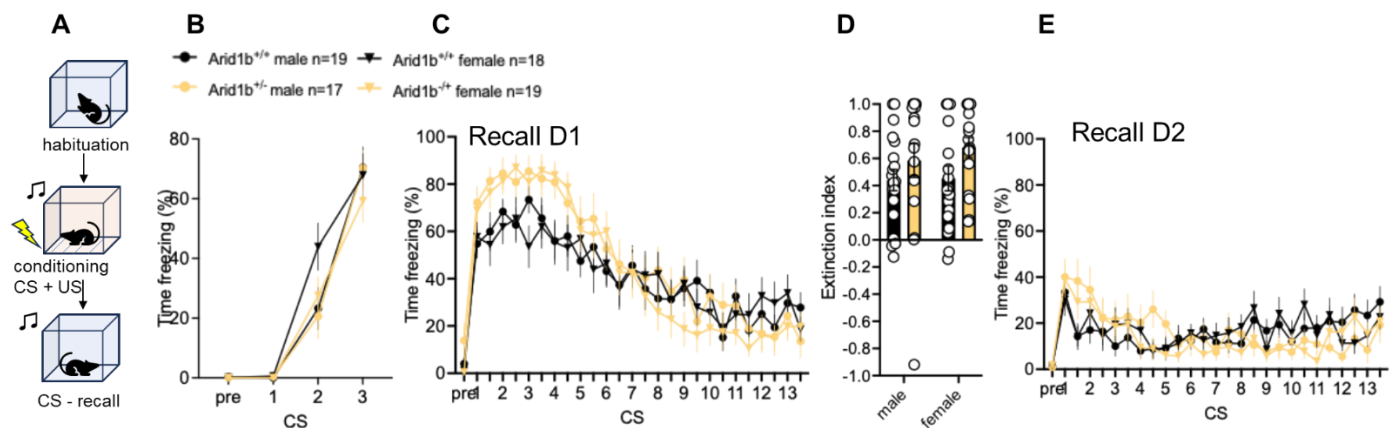 A
B
C
D
E
Arid1b+/+ male n=19
Arid1b+/+ female n=18
Arid1b+/- male n=17
Arid1b-/+ female n=19
habituation
conditioning
CS + US
CS - recall
Time freezing (%)
80
60
40
20
0
pre 1 2 3
CS
Recall D1
Time freezing (%)
100
80
60
40
20
0
pre1 2 3 4 5 6 7 8 9 10 11 12 13
CS
Extinction index
1.0
0.8
0.6
0.4
0.2
0.0
-0.2
-0.4
-0.6
-0.8
-1.0
male
female
Recall D2
Time freezing (%)
100
80
60
40
20
0
pre1 2 3 4 5 6 7 8 9 10 11 12 13
CS